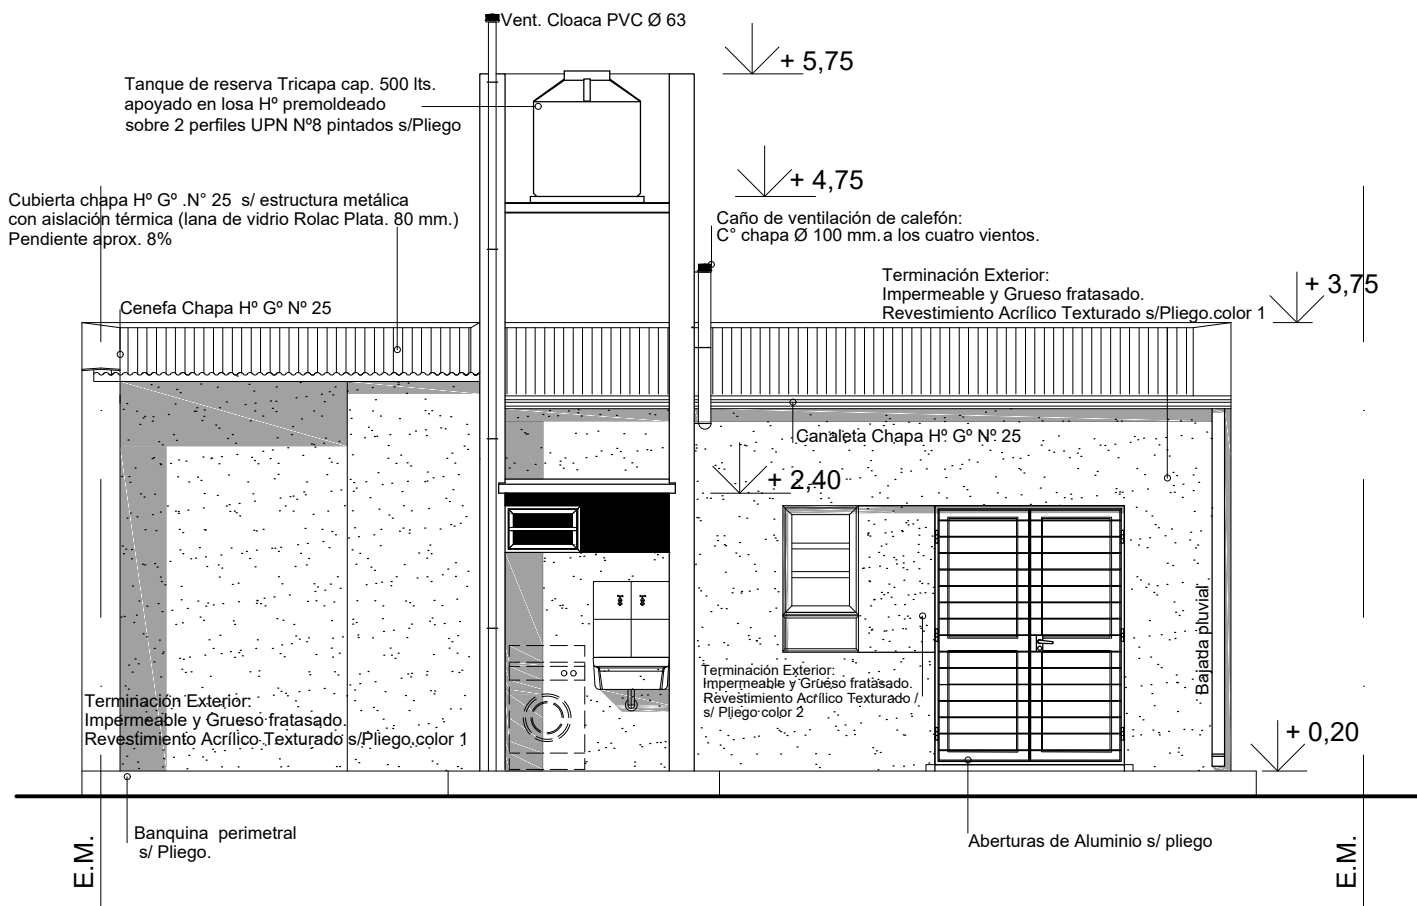 Vent. Cloaca PVC Ø 63
+ 5,75
Tanque de reserva Tricapa cap. 500 lts.
apoyado en losa Hº premoldeado
sobre 2 perfiles UPN Nº8 pintados s/Pliego
+ 4,75
Cubierta chapa Hº Gº .N° 25 s/ estructura metálica
con aislación térmica (lana de vidrio Rolac Plata. 80 mm.)
Pendiente aprox. 8%
Caño de ventilación de calefón:
C° chapa Ø 100 mm. a los cuatro vientos.
Terminación Exterior:
Impermeable y Grueso fratasado.
Revestimiento Acrílico Texturado s/Pliego.color 1
+ 3,75
Cenefa Chapa Hº Gº Nº 25
Canaleta Chapa Hº Gº Nº 25
+ 2,40
Bajada pluvial
Terminación Exterior:
Impermeable y Grueso fratasado.
Revestimiento Acrílico Texturado /
s/ Pliego color 2
Terminación Exterior:
Impermeable y Grueso fratasado.
Revestimiento Acrílico Texturado s/Pliego.color 1
+ 0,20
Banquina perimetral
s/ Pliego.
Aberturas de Aluminio s/ pliego
E.M.
E.M.